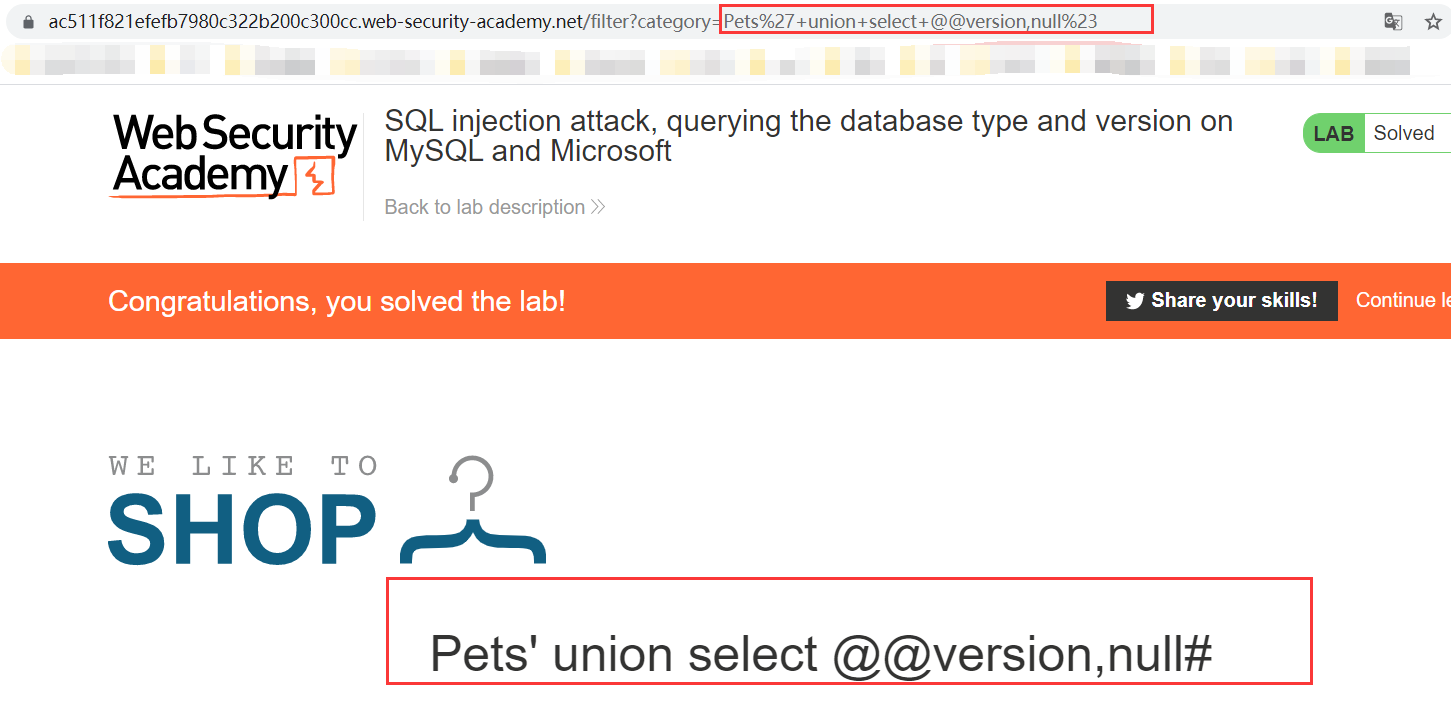 ac511f821efefb7980c322b200c300cc.web-security-academy.net/filter?category=Pets%27+union+select+@@version,null%23
Web Security
Academy
SQL injection attack, querying the database type and version on
MySQL and Microsoft
LAB Solved
Back to lab description
Congratulations, you solved the lab!
Share your skills!
Continue le
WE LIKE TO
SHOP
Pets' union select @@version,null#